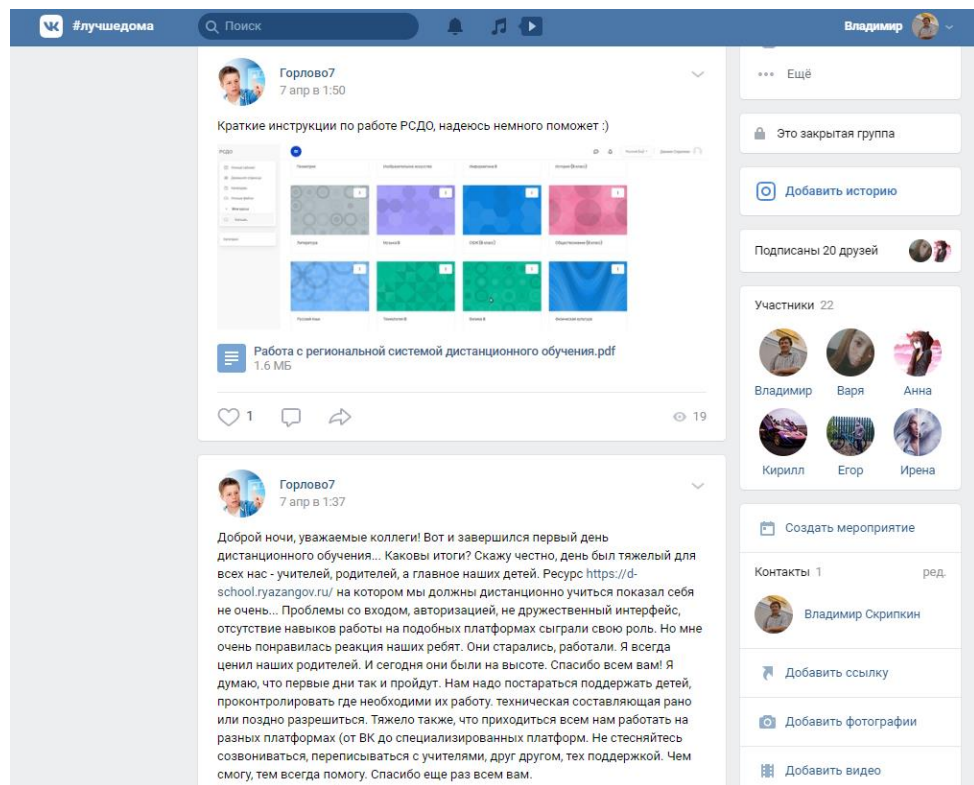 #лучшедома
Поиск
Владимир
Горлово7
7 апр в 1:50
Краткие инструкции по работе РСДО, надеюсь немного поможет :)
РСДО
Литература
Русский язык
Физическая культура
Работа с региональной системой дистанционного обучения.pdf
1.6 МБ
1
19
Горлово7
7 апр в 1:37
Доброй ночи, уважаемые коллеги! Вот и завершился первый день
дистанционного обучения... Каковы итоги? Скажу честно, день был тяжелый для
всех нас - учителей, родителей, а главное наших детей. Ресурс https://d-
school.ryazangov.ru/ на котором мы должны дистанционно учиться показал себя
не очень... Проблемы со входом, авторизацией, не дружественный интерфейс,
отсутствие навыков работы на подобных платформах сыграли свою роль. Но мне
очень понравилась реакция наших ребят. Они старались, работали. Я всегда
ценил наших родителей. И сегодня они были на высоте. Спасибо всем вам! Я
думаю, что первые дни так и пройдут. Нам надо постараться поддержать детей,
проконтролировать где необходими их работу. техническая составляющая рано
или поздно разрешиться. Тяжело также, что приходиться всем нам работать на
разных платформах (от ВК до специализированных платформ. Не стесняйтесь
созвониваться, переписываться с учителями, друг другом, тех поддержкой. Чем
смогу, тем всегда помогу. Спасибо еще раз всем вам.
Ещё
Это закрытая группа
Добавить историю
Подписаны 20 друзей
Участники 22
Владимир Варя Анна
Кирилл Егор Ирена
Создать мероприятие
Контакты 1 ред.
Владимир Скрипкин
Добавить ссылку
Добавить фотографии
Добавить видео